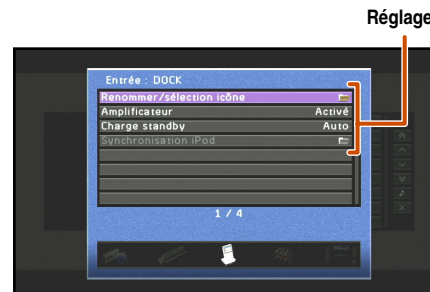 Réglage
Entrée : DOCK
Renommer/sélection icône
Amplificateur Activé
Charge standby Auto
Synchronisation iPod
1 / 4